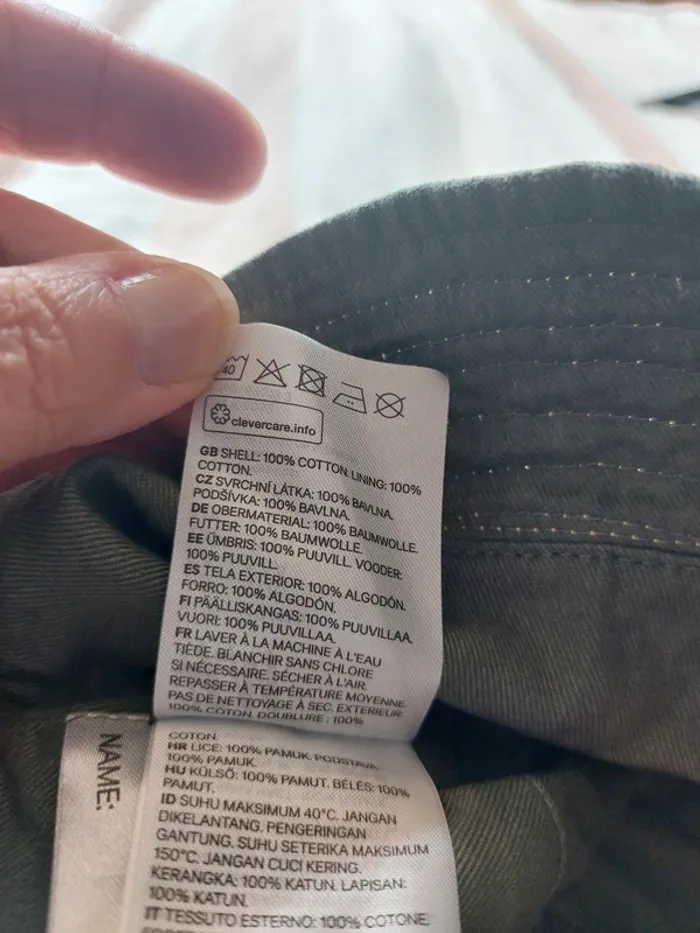 40
clevercare.info
GB SHELL: 100% COTTON. LINING: 100%
COTTON.
CZ SVRCHNÍ LÁTKA: 100% BAVLNA.
PODŠÍVKA: 100% BAVLNA.
DE OBERMATERIAL: 100% BAUMWOLLE.
FUTTER: 100% BAUMWOLLE.
EE ÜMBRIS: 100% PUUVILL. VOODER:
100% PUUVILL.
ES TELA EXTERIOR: 100% ALGODÓN.
FORRO: 100% ALGODÓN.
FI PÄÄLLISKANGAS: 100% PUUVILLAA.
VUORI: 100% PUUVILLAA.
FR LAVER À LA MACHINE À L'EAU
TIÈDE. BLANCHIR SANS CHLORE
SI NÉCESSAIRE. SÉCHER À L'AIR.
REPASSER À TEMPÉRATURE MOYENNE.
PAS DE NETTOYAGE À SEC. EXTERIEUR:
100% COTON. DOUBLURE : 100%
COTON.
HR LICE: 100% PAMUK. PODSTAVA:
100% PAMUK.
HU KÜLSŐ: 100% PAMUT. BÉLÉS: 100%
PAMUT.
ID SUHU MAKSIMUM 40°C. JANGAN
DIKELANTANG. PENGERINGAN
GANTUNG. SUHU SETERIKA MAKSIMUM
150°C. JANGAN CUCI KERING.
KERANGKA: 100% KATUN. LAPISAN:
100% KATUN.
IT TESSUTO ESTERNO: 100% COTONE.
NAME: